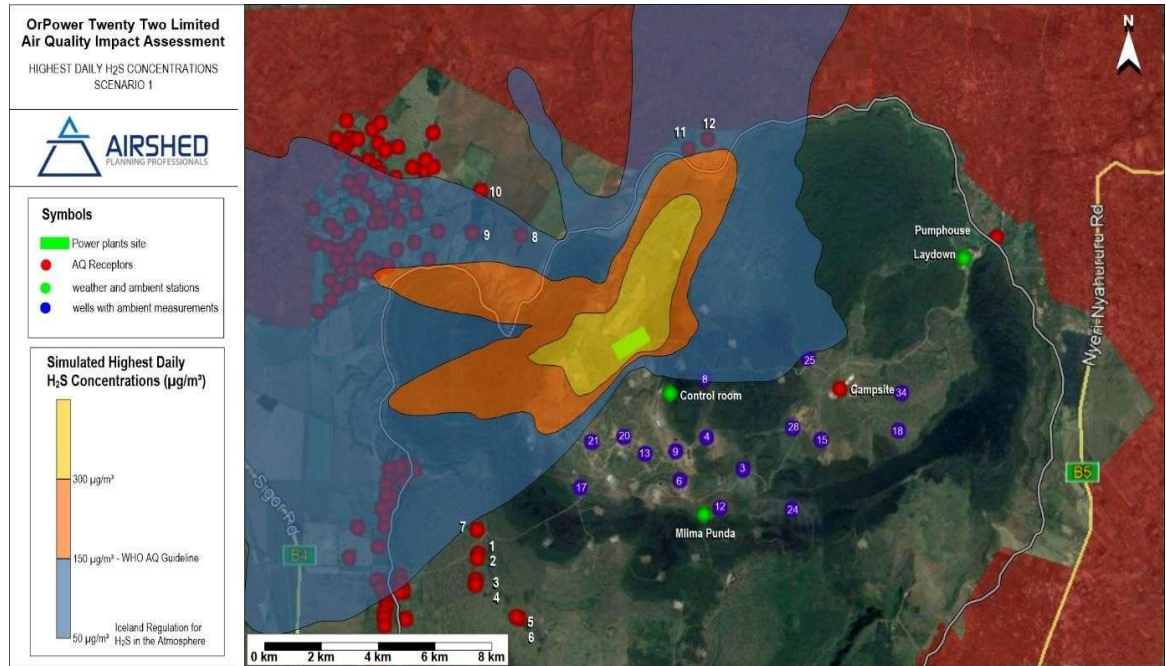 OrPower Twenty Two Limited
Air Quality Impact Assessment
HIGHEST DAILY H2S CONCENTRATIONS
SCENARIO 1
AIRSHED
PLANNING PROFESSIONALS
Symbols
Power plants site
AQ Receptors
weather and ambient stations
wells with ambient measurements
Simulated Highest Daily
H₂S Concentrations (µg/m³)
300 µg/m³
150 µg/m³ - WHO AQ Guideline
50 µg/m³
Iceland Regulation for
H₂S in the Atmosphere
N
12
11
10
9
8
Pumphouse
Laydown
Nyeri Nyahururu Rd
25
8
Control room
Campsite
34
28
18
15
4
20
21
9
13
3
6
17
12
24
Mlima Punda
B5
Sigor Rd
B4
7
1
2
3
4
5
6
0 km
2 km
4 km
6 km
8 km